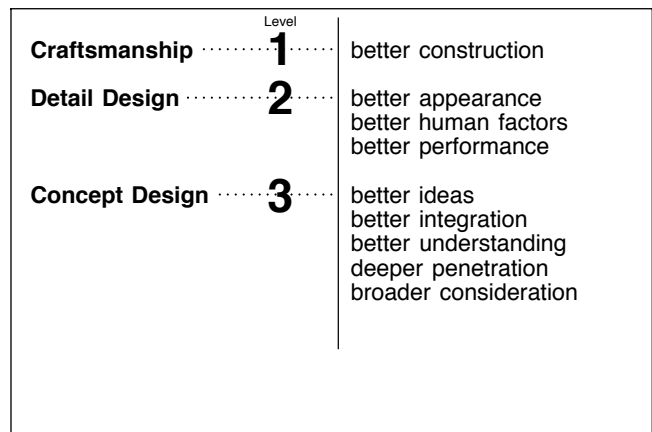 Level
Craftsmanship 1 better construction
Detail Design 2 better appearance
better human factors
better performance
Concept Design 3 better ideas
better integration
better understanding
deeper penetration
broader consideration